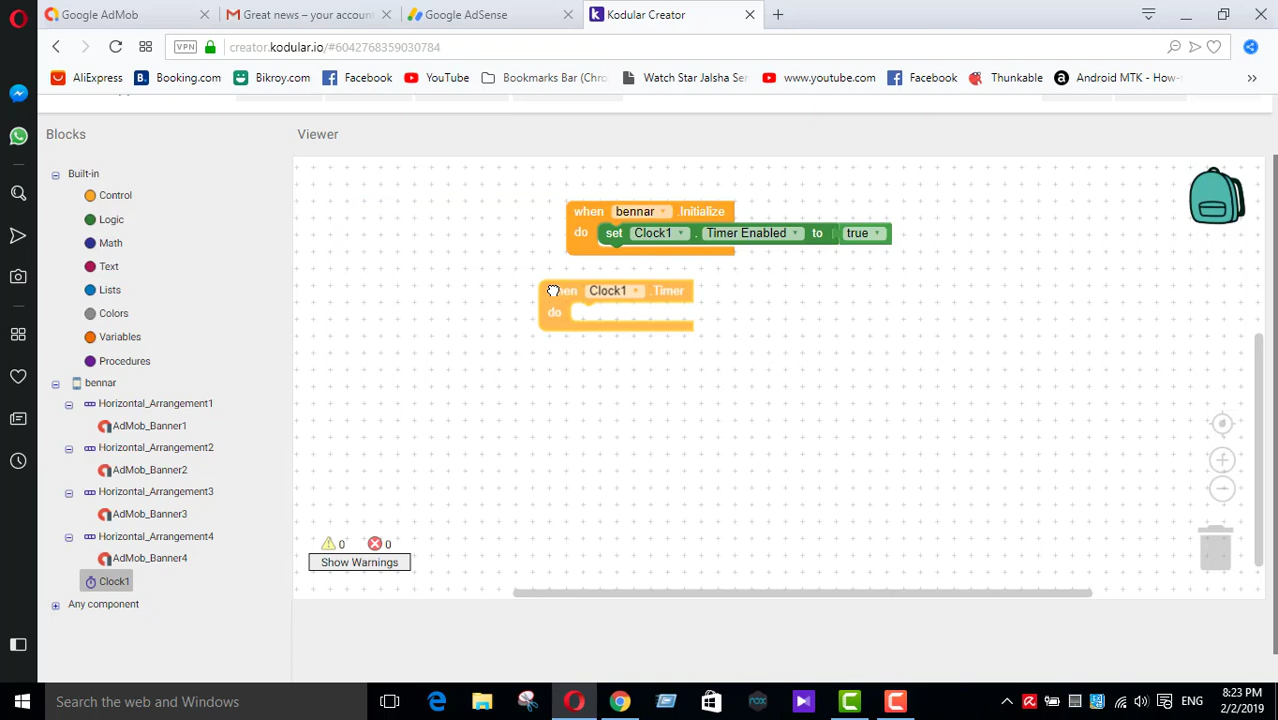 Google AdMob
Great news – your accoun
Google AdSense
Kodular Creator
VPN
creator.kodular.io/#6042768359030784
AliExpress
Booking.com
Bikroy.com
Facebook
YouTube
Bookmarks Bar (Chro
Watch Star Jalsha Ser
www.youtube.com
Facebook
Thunkable
Android MTK - How-
Blocks
Viewer
Built-in
Control
Logic
Math
Text
Lists
Colors
Variables
Procedures
bennar
Horizontal_Arrangement1
AdMob_Banner1
Horizontal_Arrangement2
AdMob_Banner2
Horizontal_Arrangement3
AdMob_Banner3
Horizontal_Arrangement4
AdMob_Banner4
Clock1
Any component
when bennar .Initialize
do set Clock1 . Timer Enabled to true
Clock1 .Timer
do
0 0
Show Warnings
Search the web and Windows
ENG
8:23 PM
2/2/2019